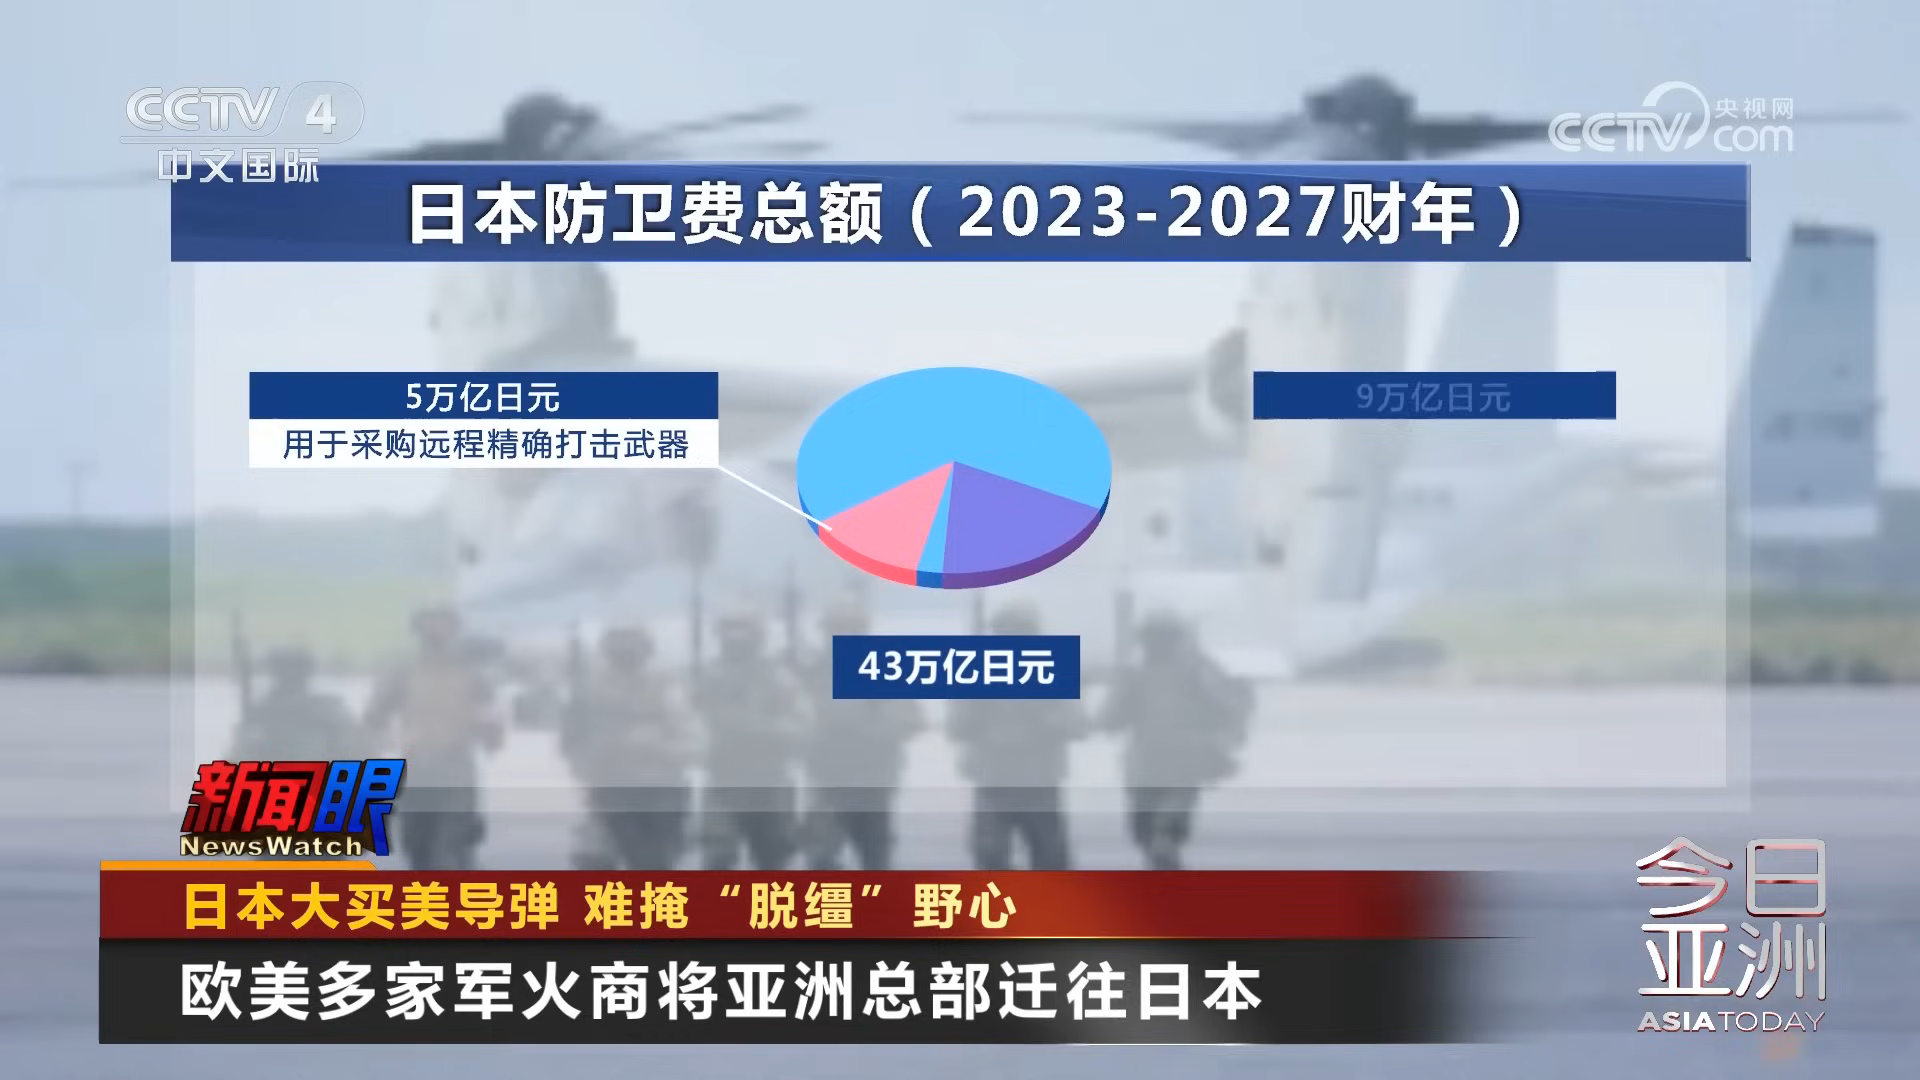 CCTV 4
中文国际
CCTV 央视网
com
日本防卫费总额（2023-2027财年）
5万亿日元
用于采购远程精确打击武器
9万亿日元
43万亿日元
新闻眼
NewsWatch
日本大买美导弹 难掩“脱缰”野心
欧美多家军火商将亚洲总部迁往日本
今日
亚洲
ASIA TODAY